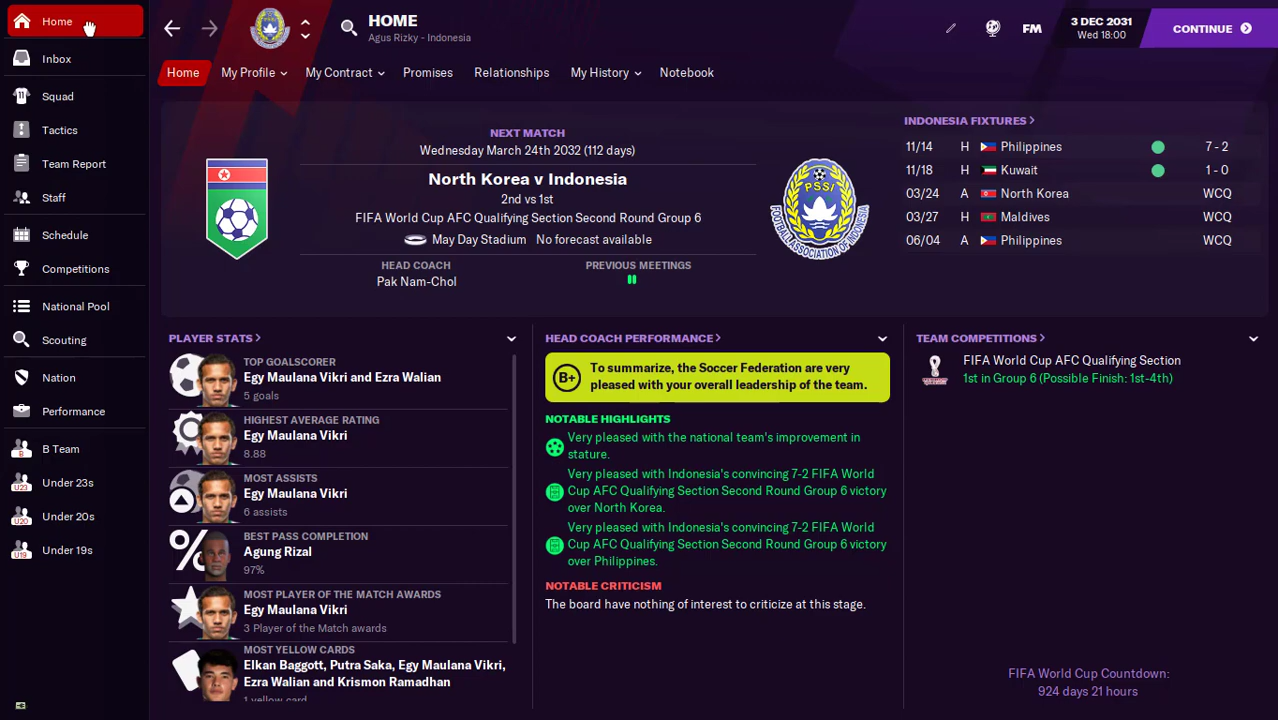 Home
Inbox
Squad
Tactics
Team Report
Staff
Schedule
Competitions
National Pool
Scouting
Nation
Performance
B Team
Under 23s
Under 20s
Under 19s
11
B
U23
U20
U19
HOME
Agus Rizky - Indonesia
FM
3 DEC 2031
Wed 18:00
CONTINUE
Home
My Profile
My Contract
Promises
Relationships
My History
Notebook
NEXT MATCH
Wednesday March 24th 2032 (112 days)
North Korea v Indonesia
2nd vs 1st
FIFA World Cup AFC Qualifying Section Second Round Group 6
May Day Stadium No forecast available
HEAD COACH
Pak Nam-Chol
PREVIOUS MEETINGS
PSSI
FOOTBALL ASSOCIATION OF INDONESIA
INDONESIA FIXTURES
11/14 H Philippines 7 - 2
11/18 H Kuwait 1 - 0
03/24 A North Korea WCQ
03/27 H Maldives WCQ
06/04 A Philippines WCQ
PLAYER STATS
TOP GOALSCORER
Egy Maulana Vikri and Ezra Walian
5 goals
HIGHEST AVERAGE RATING
Egy Maulana Vikri
8.88
MOST ASSISTS
Egy Maulana Vikri
6 assists
BEST PASS COMPLETION
Agung Rizal
97%
MOST PLAYER OF THE MATCH AWARDS
Egy Maulana Vikri
3 Player of the Match awards
MOST YELLOW CARDS
Elkan Baggott, Putra Saka, Egy Maulana Vikri,
Ezra Walian and Krismon Ramadhan
1 yellow card
HEAD COACH PERFORMANCE
B+
To summarize, the Soccer Federation are very
pleased with your overall leadership of the team.
NOTABLE HIGHLIGHTS
Very pleased with the national team's improvement in
stature.
Very pleased with Indonesia's convincing 7-2 FIFA World
Cup AFC Qualifying Section Second Round Group 6 victory
over North Korea.
Very pleased with Indonesia's convincing 7-2 FIFA World
Cup AFC Qualifying Section Second Round Group 6 victory
over Philippines.
NOTABLE CRITICISM
The board have nothing of interest to criticize at this stage.
TEAM COMPETITIONS
FIFA World Cup AFC Qualifying Section
1st in Group 6 (Possible Finish: 1st-4th)
FIFA World Cup Countdown:
924 days 21 hours